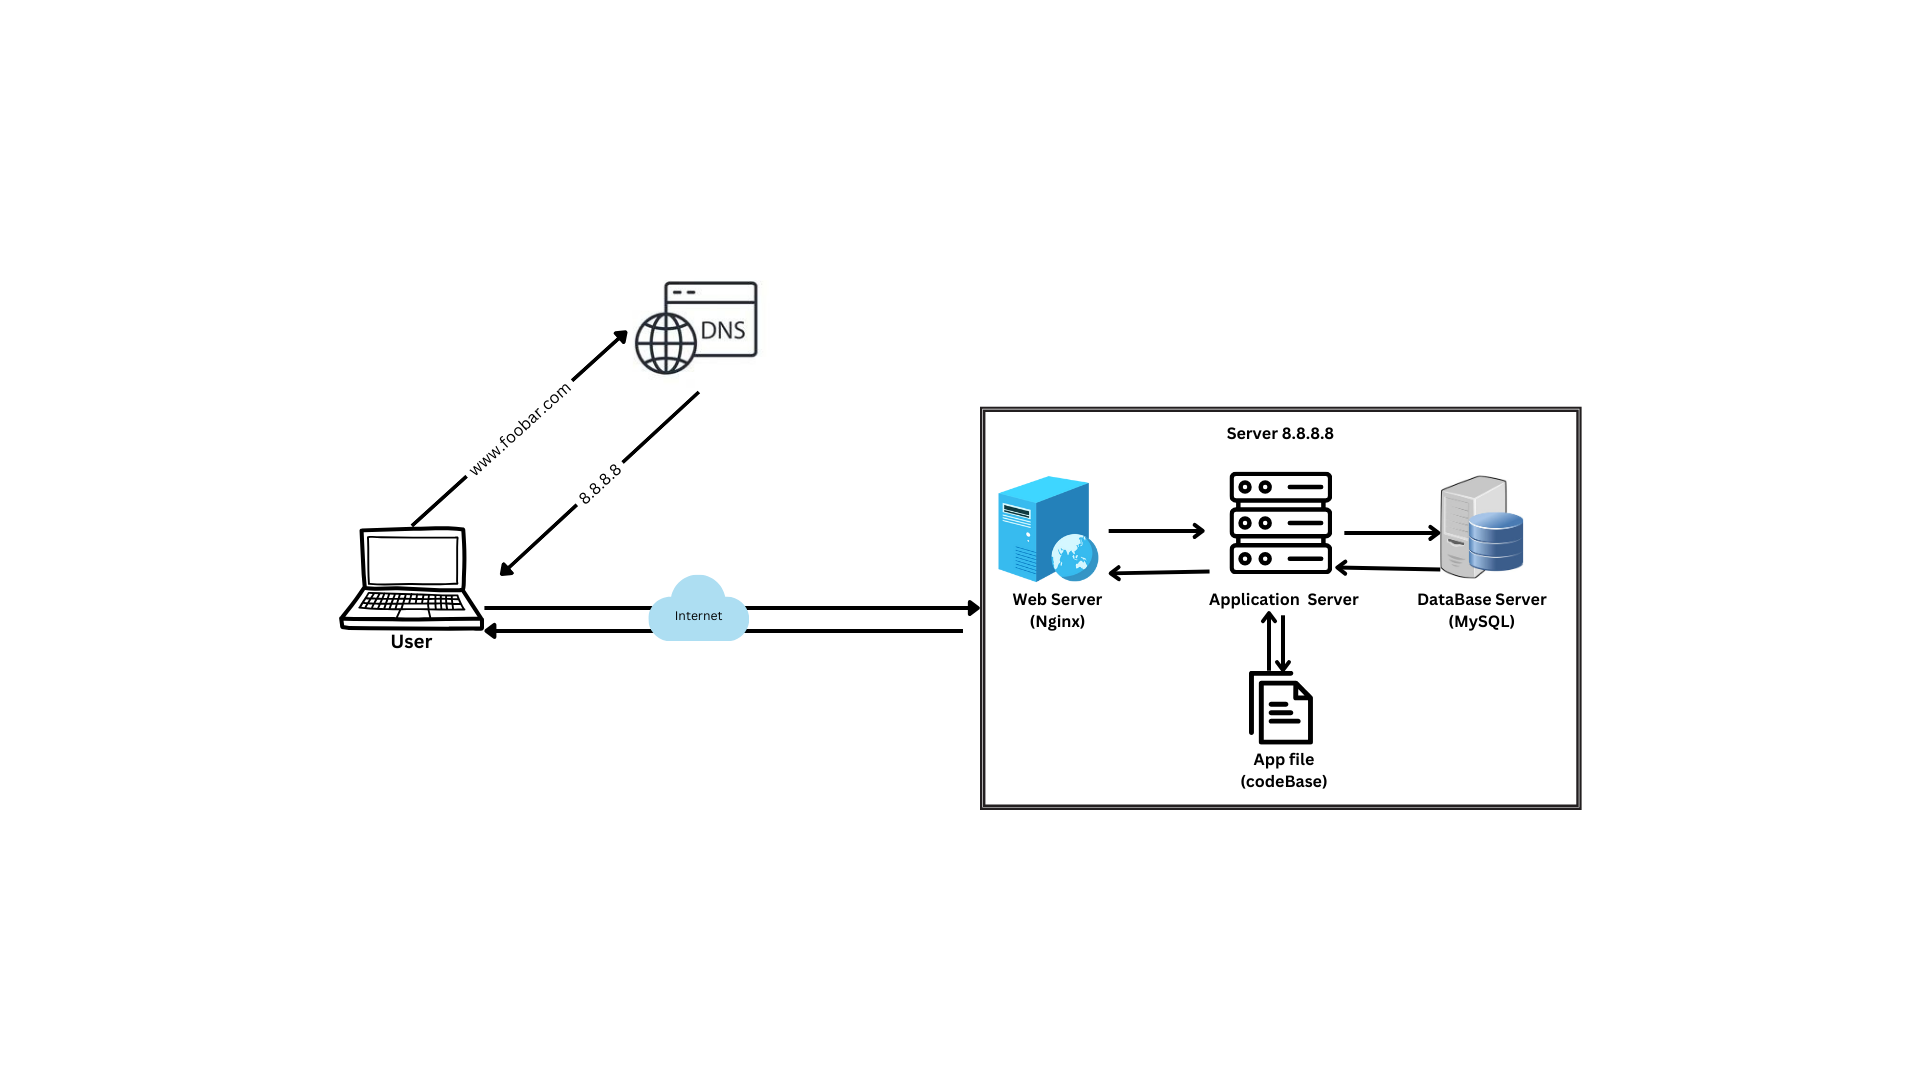 DNS
www.foobar.com
8.8.8.8
User
Internet
Server 8.8.8.8
Web Server
(Nginx)
Application  Server
DataBase Server
(MySQL)
App file
(codeBase)